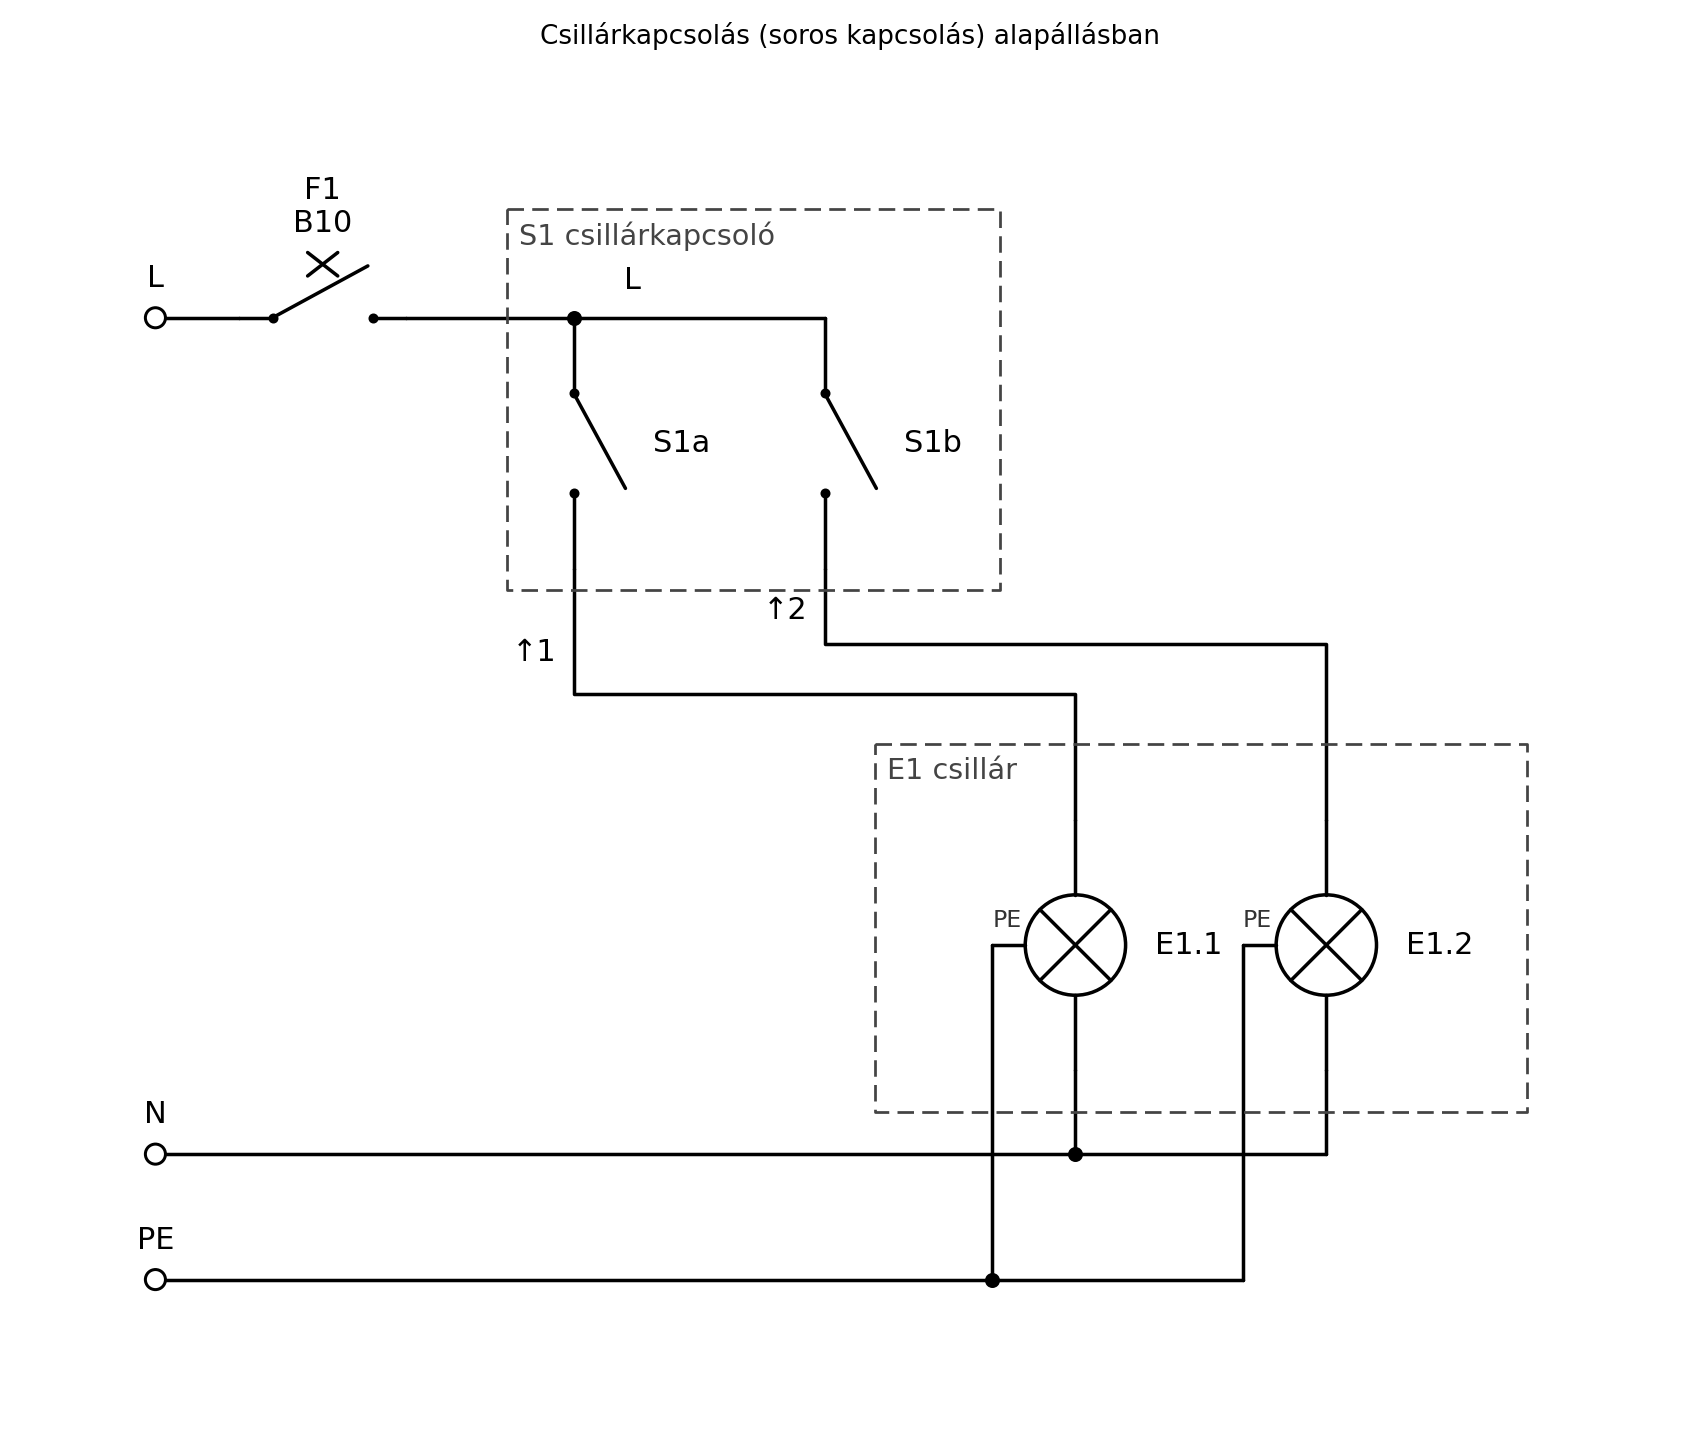 Csillárkapcsolás (soros kapcsolás) alapállásban
F1
B10
S1 csillárkapcsoló
L
L
S1a
S1b
↑2
↑1
E1 csillár
PE
PE
E1.1
E1.2
N
PE